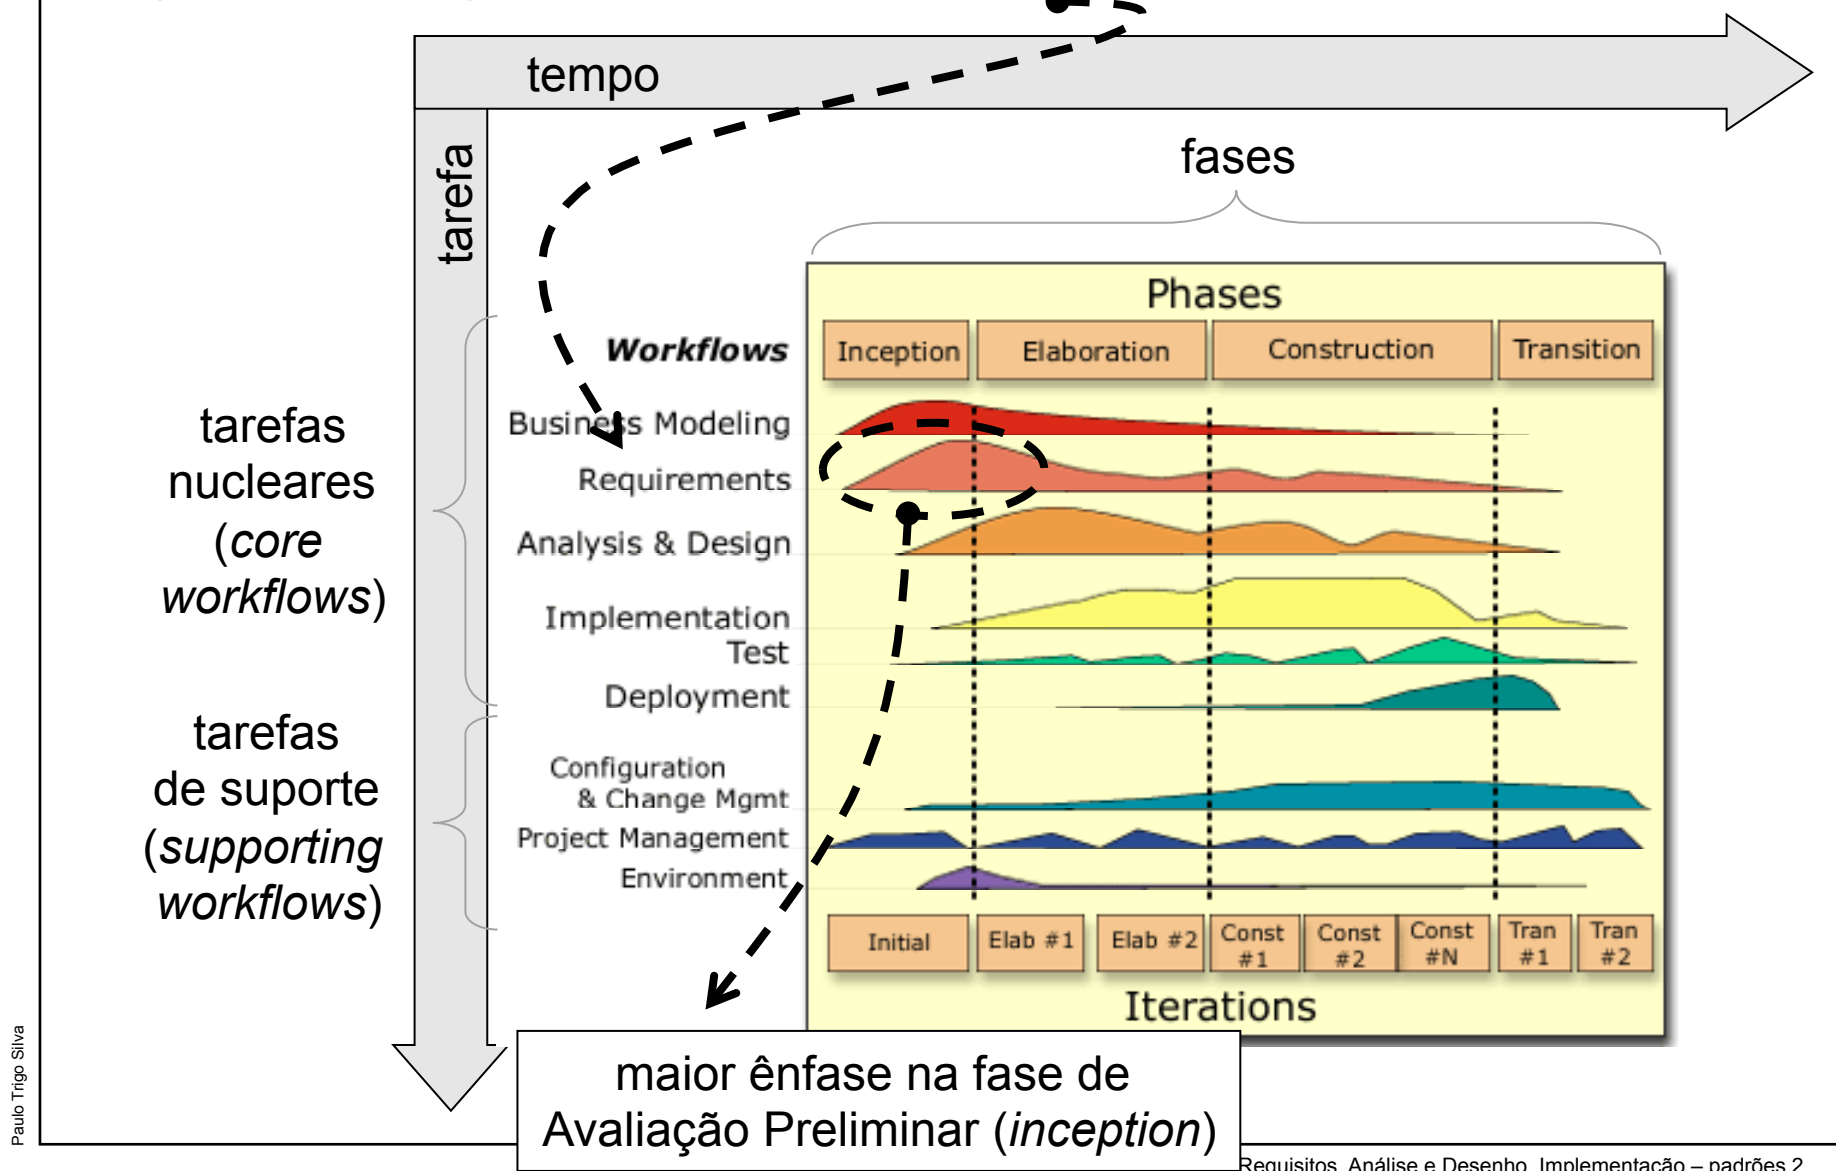 tempo
tarefa
fases
Phases
Workflows
Inception
Elaboration
Construction
Transition
tarefas
nucleares
(core
workflows)
Business Modeling
Requirements
Analysis & Design
Implementation
Test
Deployment
tarefas
de suporte
(supporting
workflows)
Configuration
& Change Mgmt
Project Management
Environment
Initial
Elab #1
Elab #2
Const
#1
Const
#2
Const
#N
Tran
#1
Tran
#2
Iterations
maior ênfase na fase de
Avaliação Preliminar (inception)
Paulo Trigo Silva
Requisitos, Análise e Desenho, Implementação – padrões 2